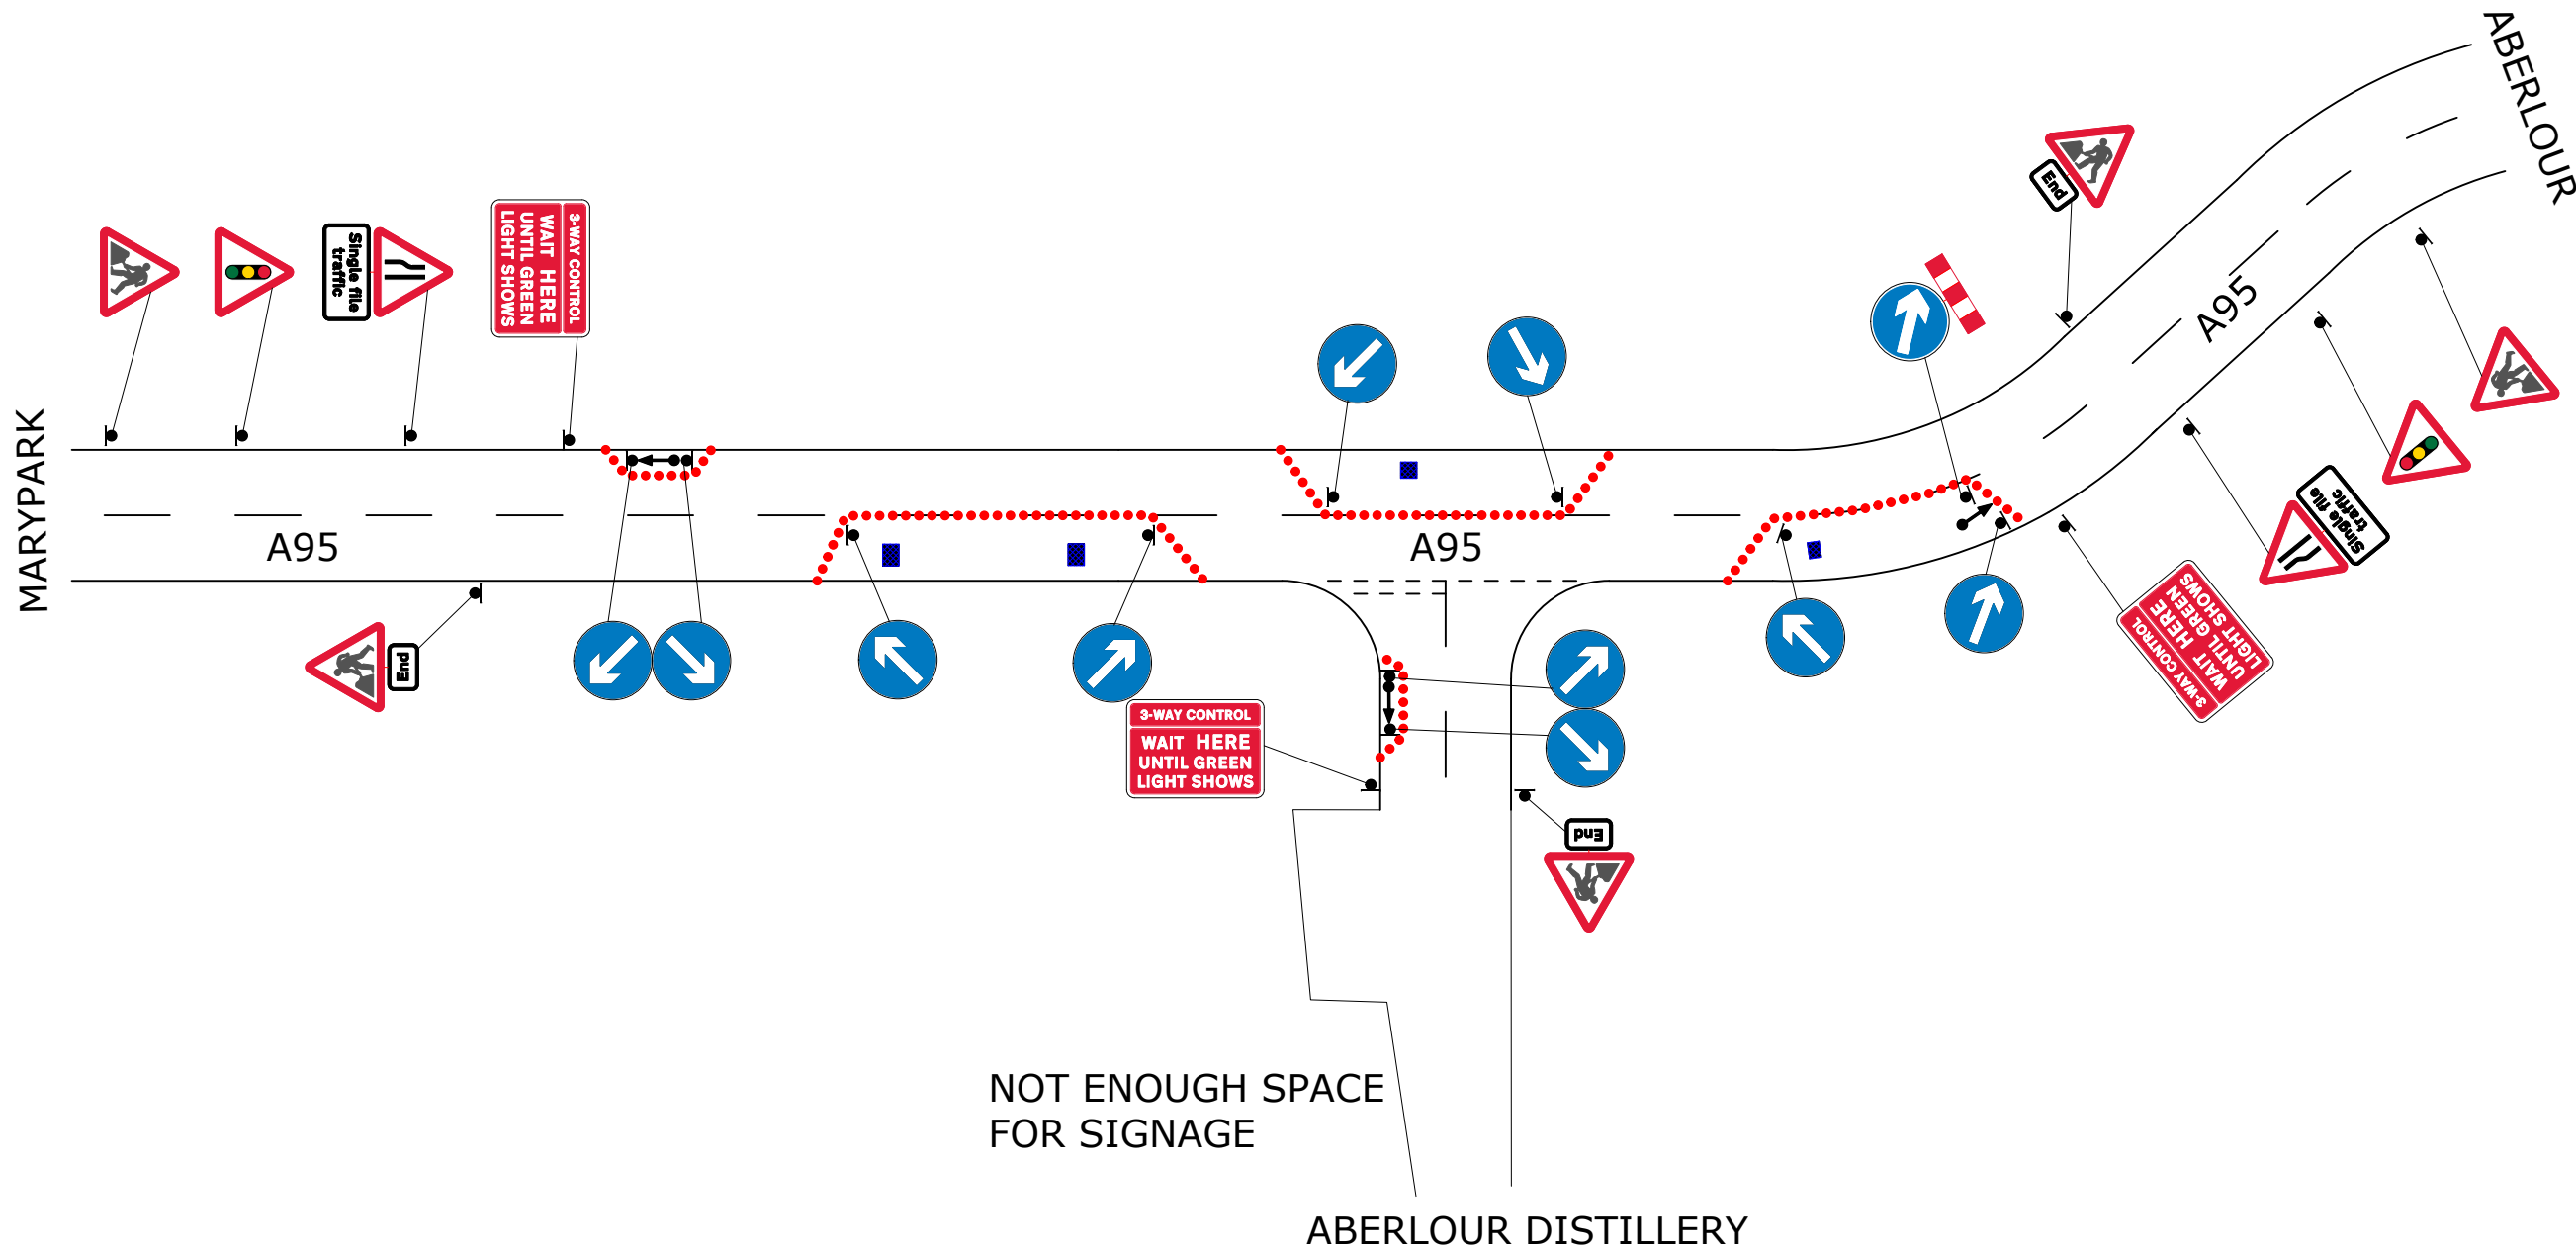 ABERLOUR
End
3-WAY CONTROL
WAIT HERE
UNTIL GREEN
LIGHT SHOWS
Single file
traffic
A95
MARYPARK
A95
A95
Single file
traffic
End
3-WAY CONTROL
WAIT HERE
UNTIL GREEN
LIGHT SHOWS
3-WAY CONTROL
WAIT HERE
UNTIL GREEN
LIGHT SHOWS
End
NOT ENOUGH SPACE
FOR SIGNAGE
ABERLOUR DISTILLERY